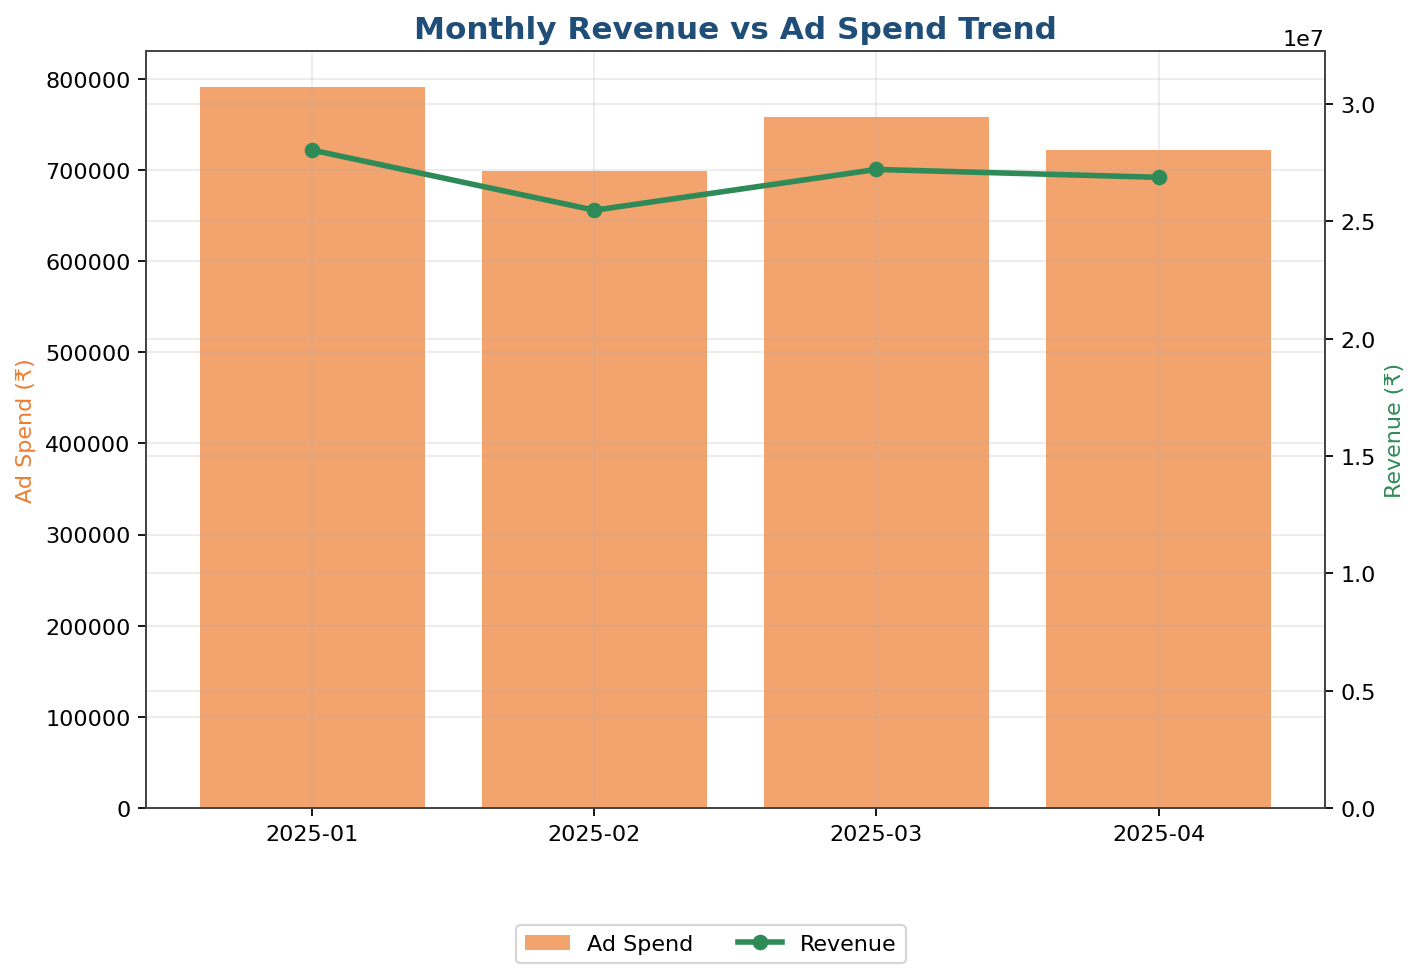 Monthly Revenue vs Ad Spend Trend
1e7
800000
700000
600000
500000
400000
300000
200000
100000
0
Ad Spend (₹)
3.0
2.5
2.0
1.5
1.0
0.5
0.0
Revenue (₹)
2025-01 2025-02 2025-03 2025-04
Ad Spend Revenue